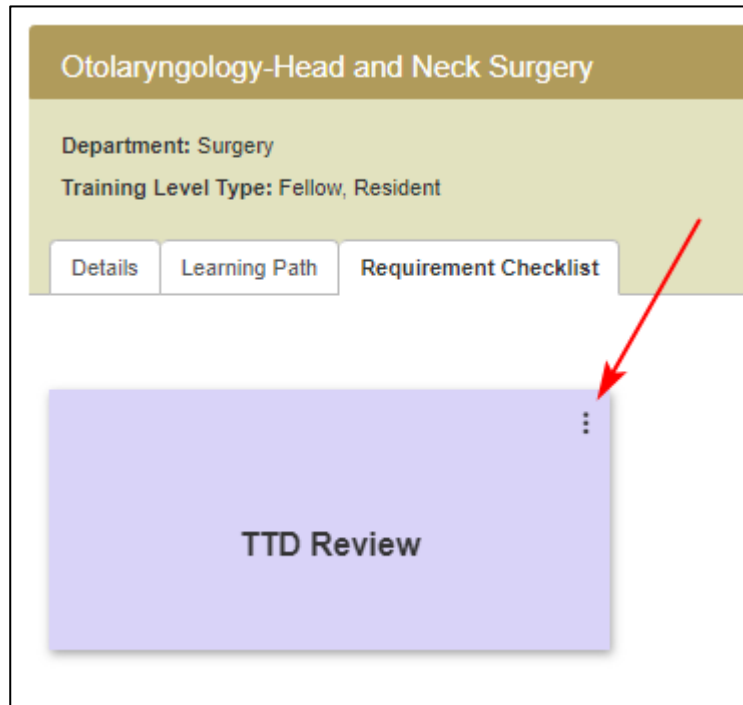 Otolaryngology-Head and Neck Surgery
Department: Surgery
Training Level Type: Fellow, Resident
Details
Learning Path
Requirement Checklist
TTD Review